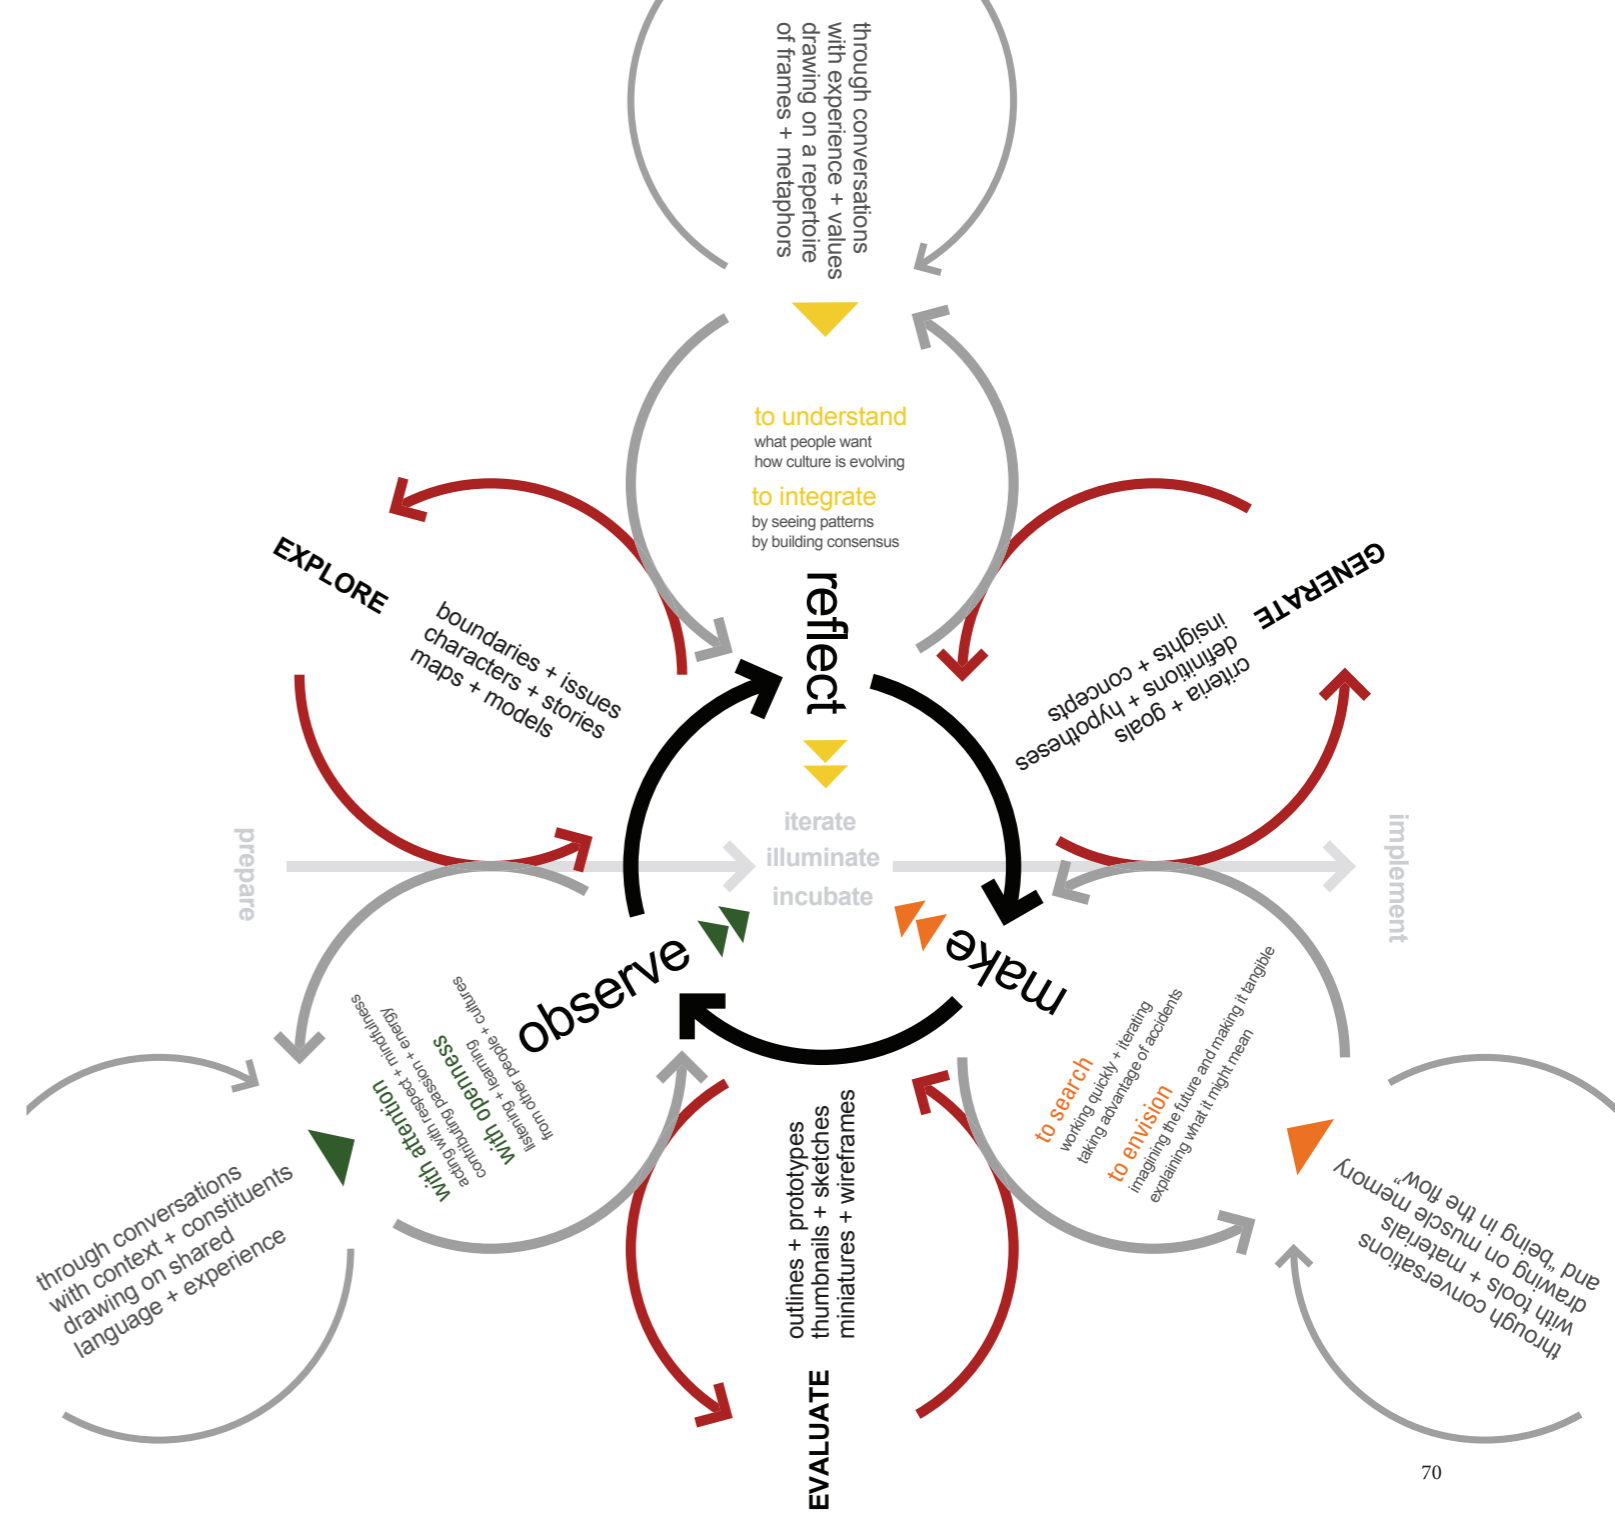 through conversations
with experience + values
drawing on a repertoire
of frames + metaphors
to understand
what people want
how culture is evolving
to integrate
by seeing patterns
by building consensus
reflect
EXPLORE
boundaries + issues
characters + stories
maps + models
GENERATE
criteria + goals
definitions + hypotheses
insights + concepts
prepare
iterate
illuminate
incubate
implement
observe
make
with openness
listening + learning
from other people + cultures
with attention
acting with respect + mindfulness
contributing passion + energy
to search
working quickly + iterating
taking advantage of accidents
to envision
imagining the future and making it tangible
explaining what it might mean
through conversations
with context + constituents
drawing on shared
language + experience
outlines + prototypes
thumbnails + sketches
miniatures + wireframes
EVALUATE
through conversations
with tools + materials
drawing on muscle memory
and "being in the flow"
70